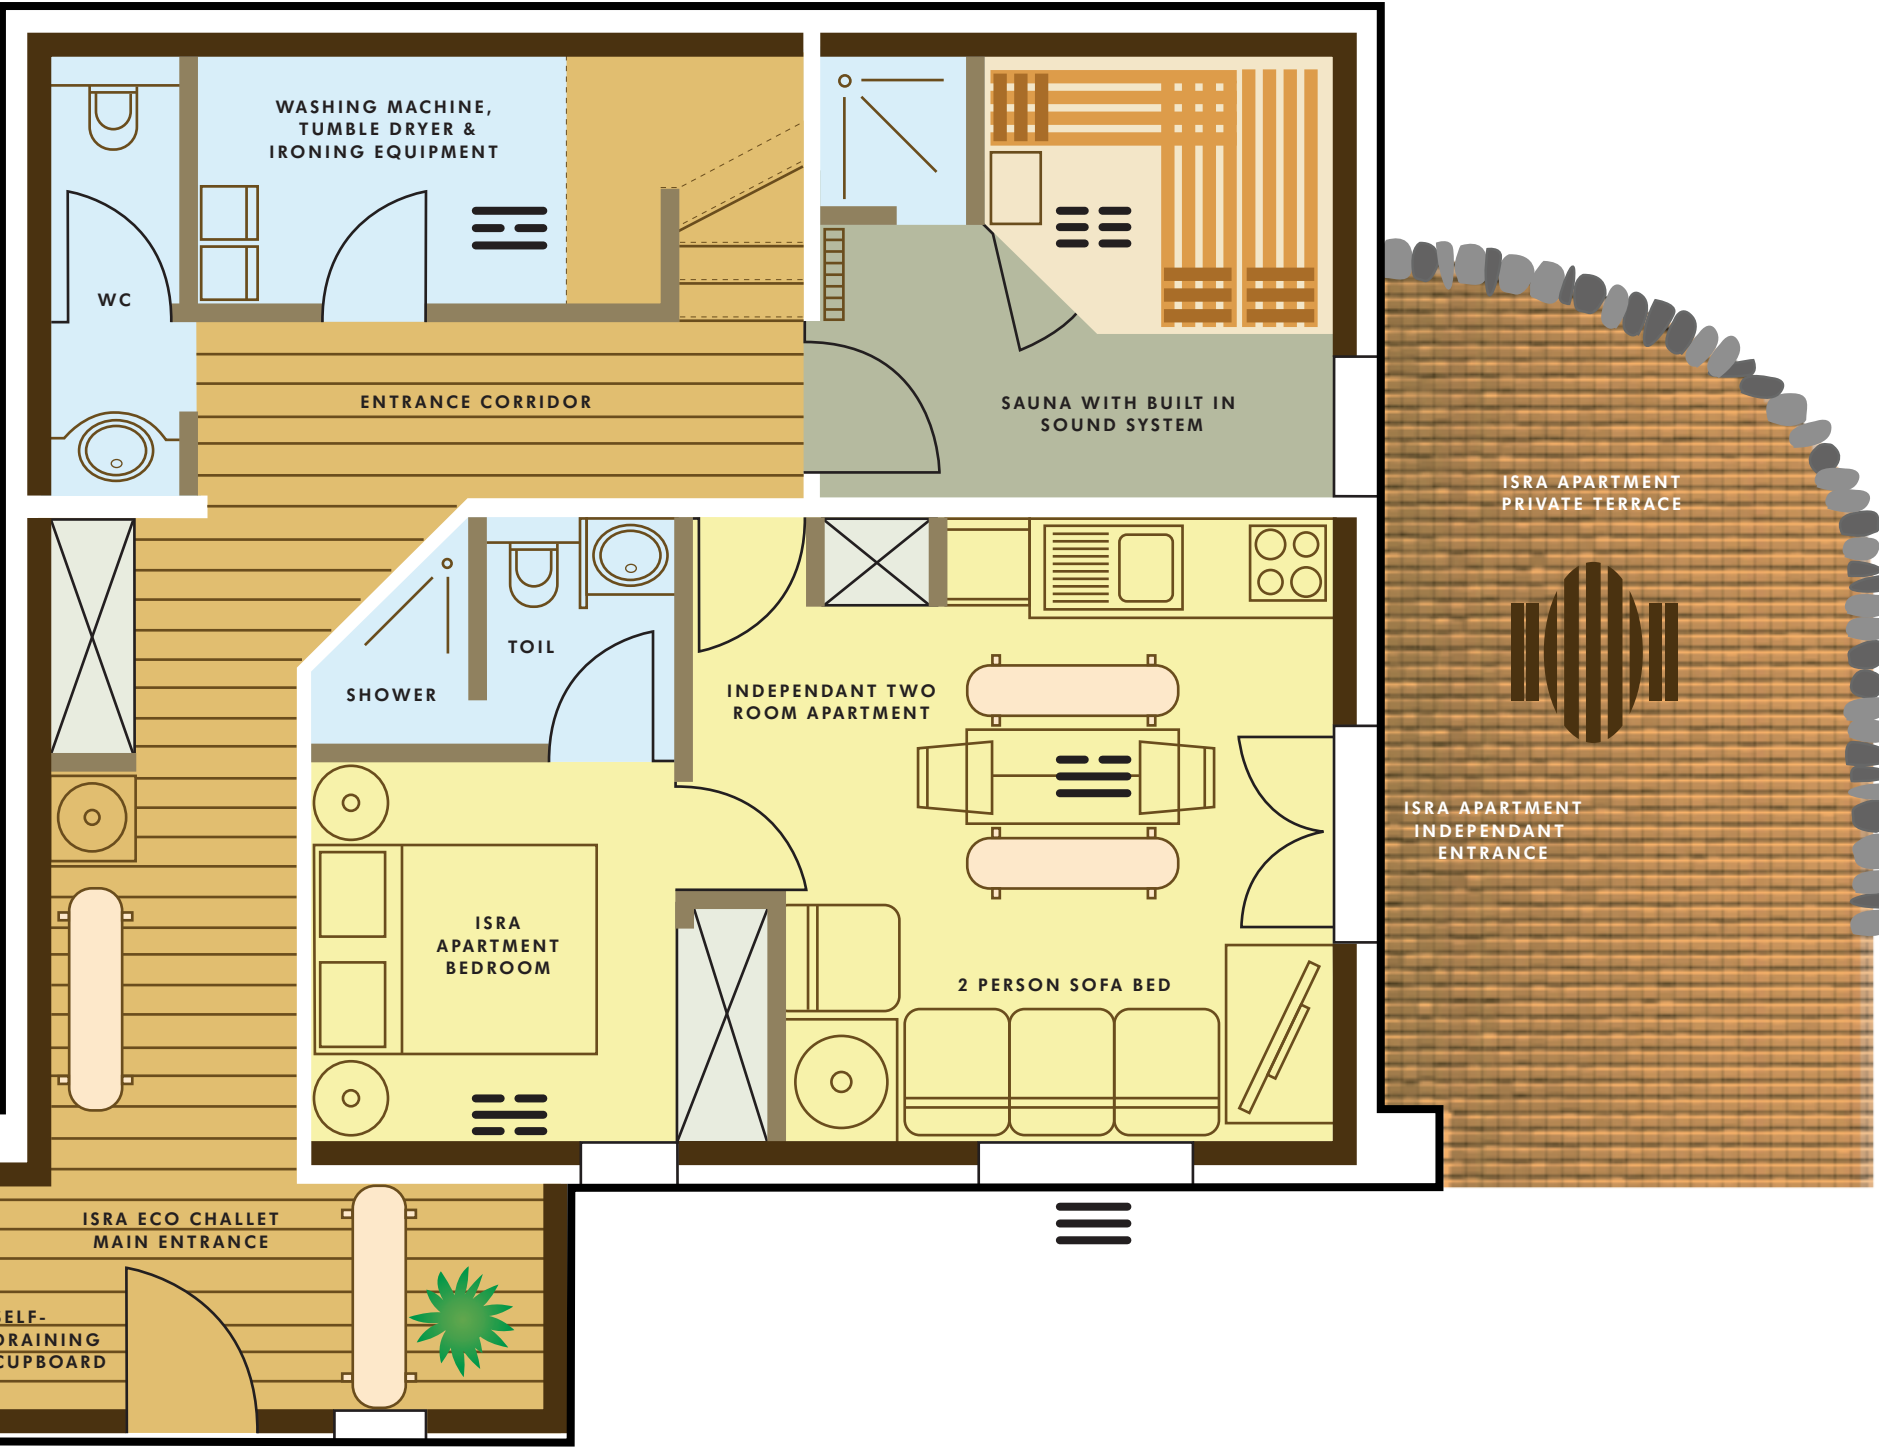 WASHING MACHINE,
TUMBLE DRYER &
IRONING EQUIPMENT
WC
ENTRANCE CORRIDOR
SAUNA WITH BUILT IN
SOUND SYSTEM
ISRA APARTMENT
PRIVATE TERRACE
TOIL
SHOWER
INDEPENDANT TWO
ROOM APARTMENT
ISRA APARTMENT
INDEPENDANT
ENTRANCE
ISRA
APARTMENT
BEDROOM
2 PERSON SOFA BED
ISRA ECO CHALLET
MAIN ENTRANCE
SELF-
DRAINING
CUPBOARD